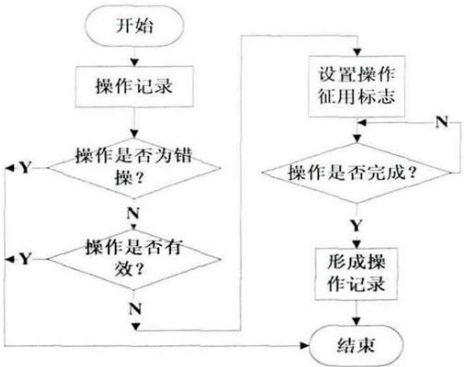 开始
操作记录
操作是否为错
操？
Y
N
操作是否有
效？
Y
N
设置操作
征用标志
N
操作是否完成？
Y
形成操
作记录
结束